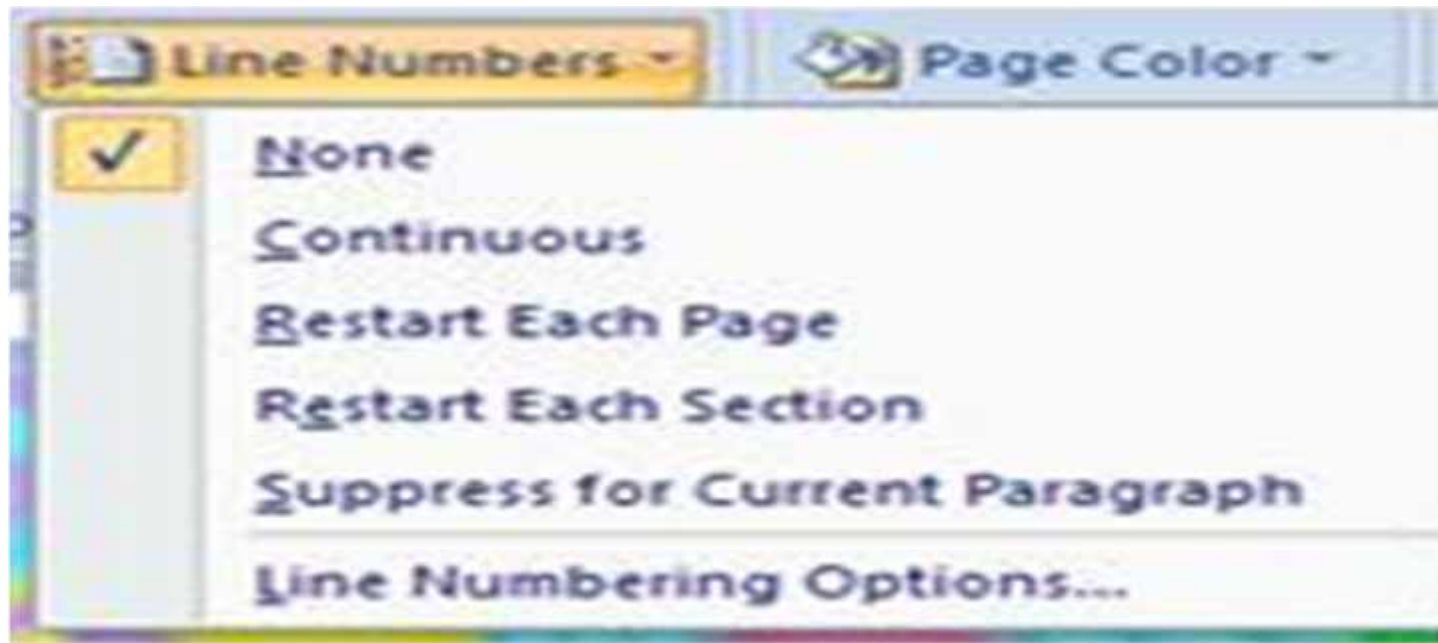 Line Numbers Page Color
None
Continuous
Restart Each Page
Restart Each Section
Suppress for Current Paragraph
Line Numbering Options...